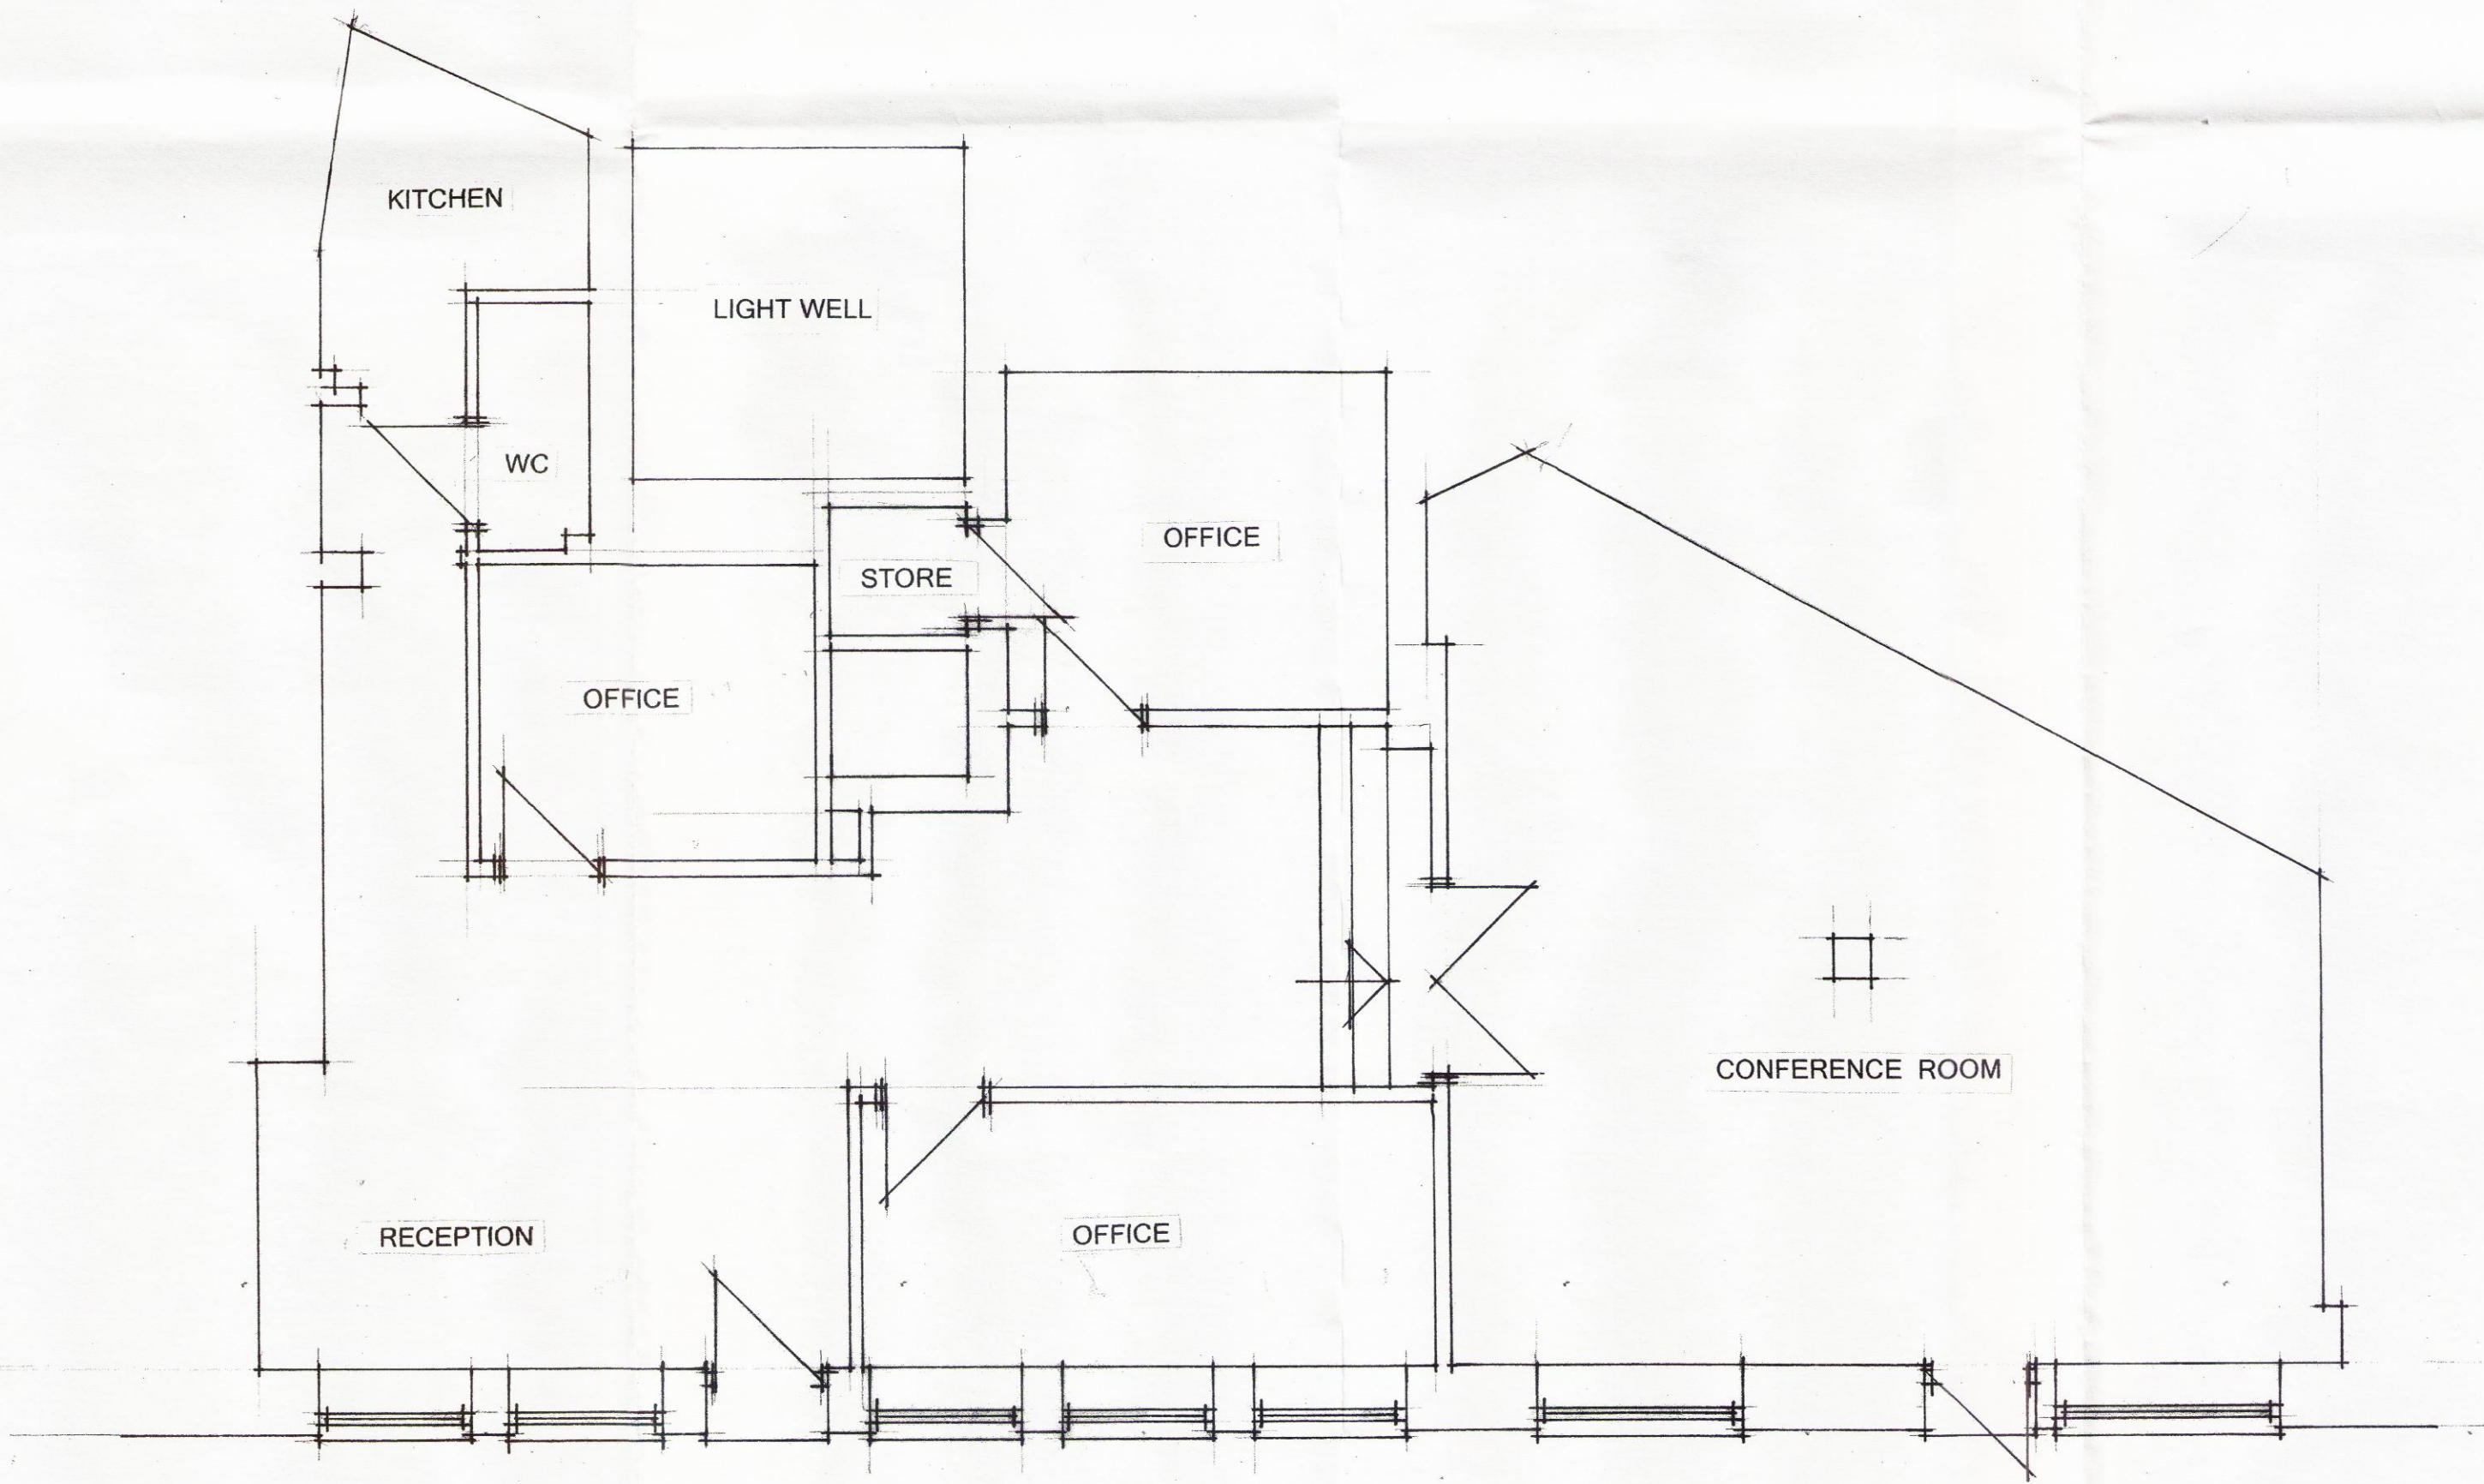 KITCHEN
LIGHT WELL
WC
OFFICE
STORE
OFFICE
CONFERENCE ROOM
RECEPTION
OFFICE